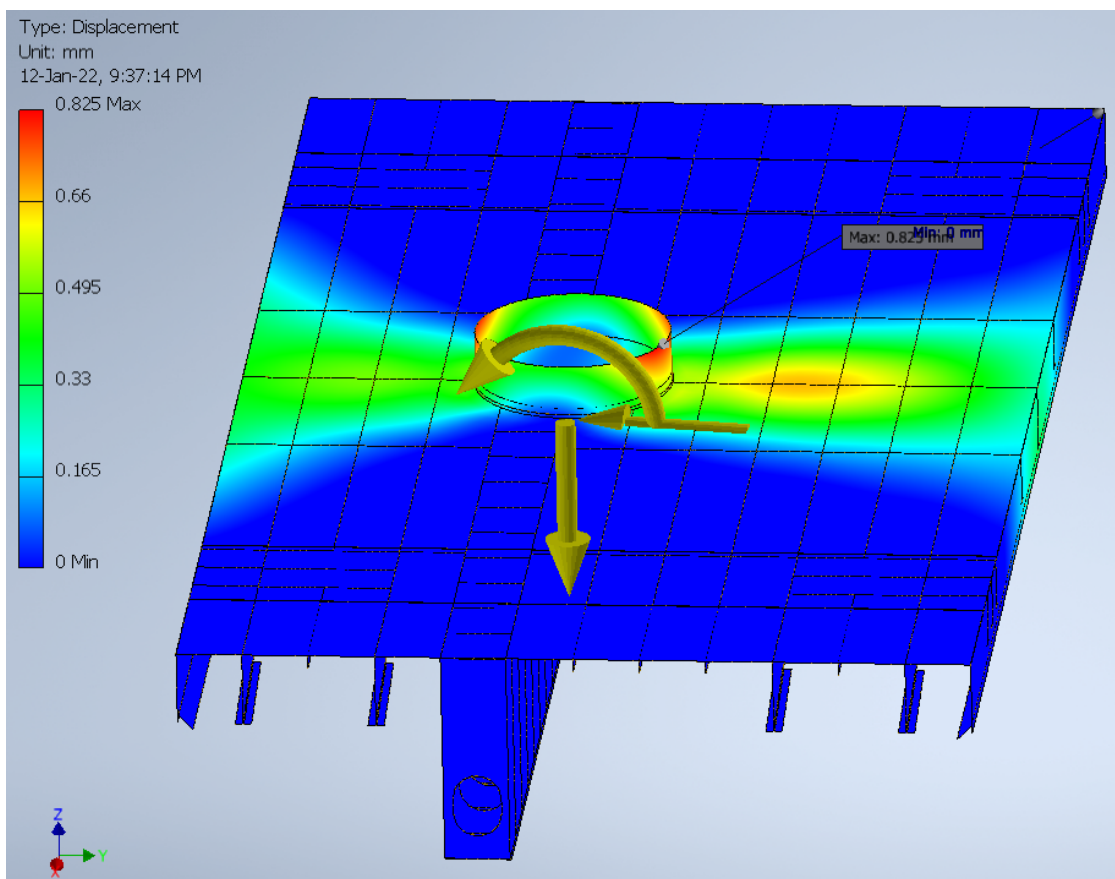 Type: Displacement
Unit: mm
12-Jan-22, 9:37:14 PM
0.825 Max
0.66
0.495
0.33
0.165
0 Min
Max: 0.825 mm
Min: 0 mm
Z
Y
X